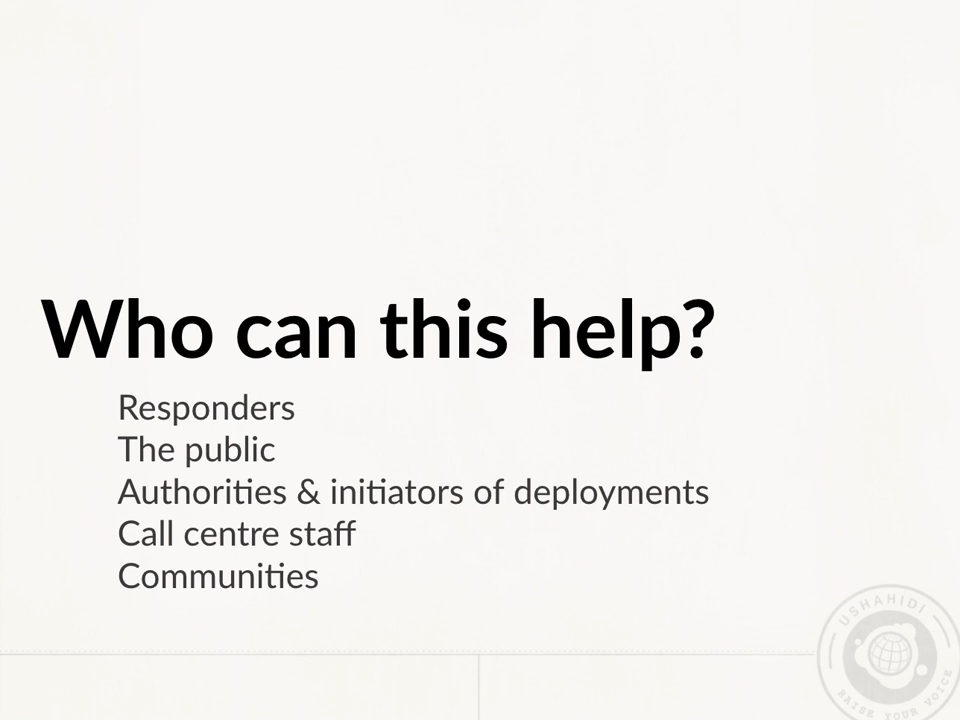 Who can this help?
Responders
The public
Authorities & initiators of deployments
Call centre staff
Communities
USHAHIDI
RAISE YOUR VOICE